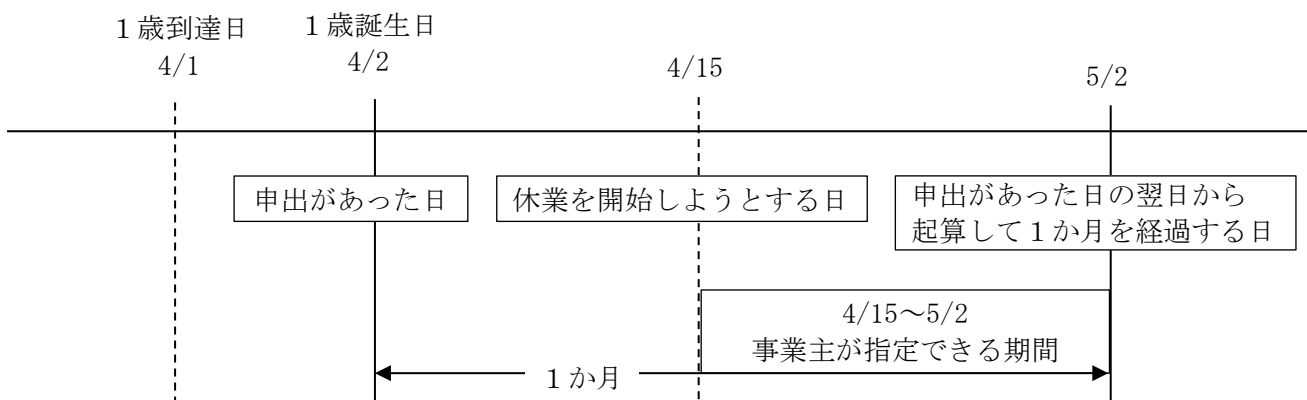 １歳到達日
4/1
１歳誕生日
4/2
4/15
5/2
申出があった日
休業を開始しようとする日
申出があった日の翌日から
起算して１か月を経過する日
4/15～5/2
事業主が指定できる期間
１か月